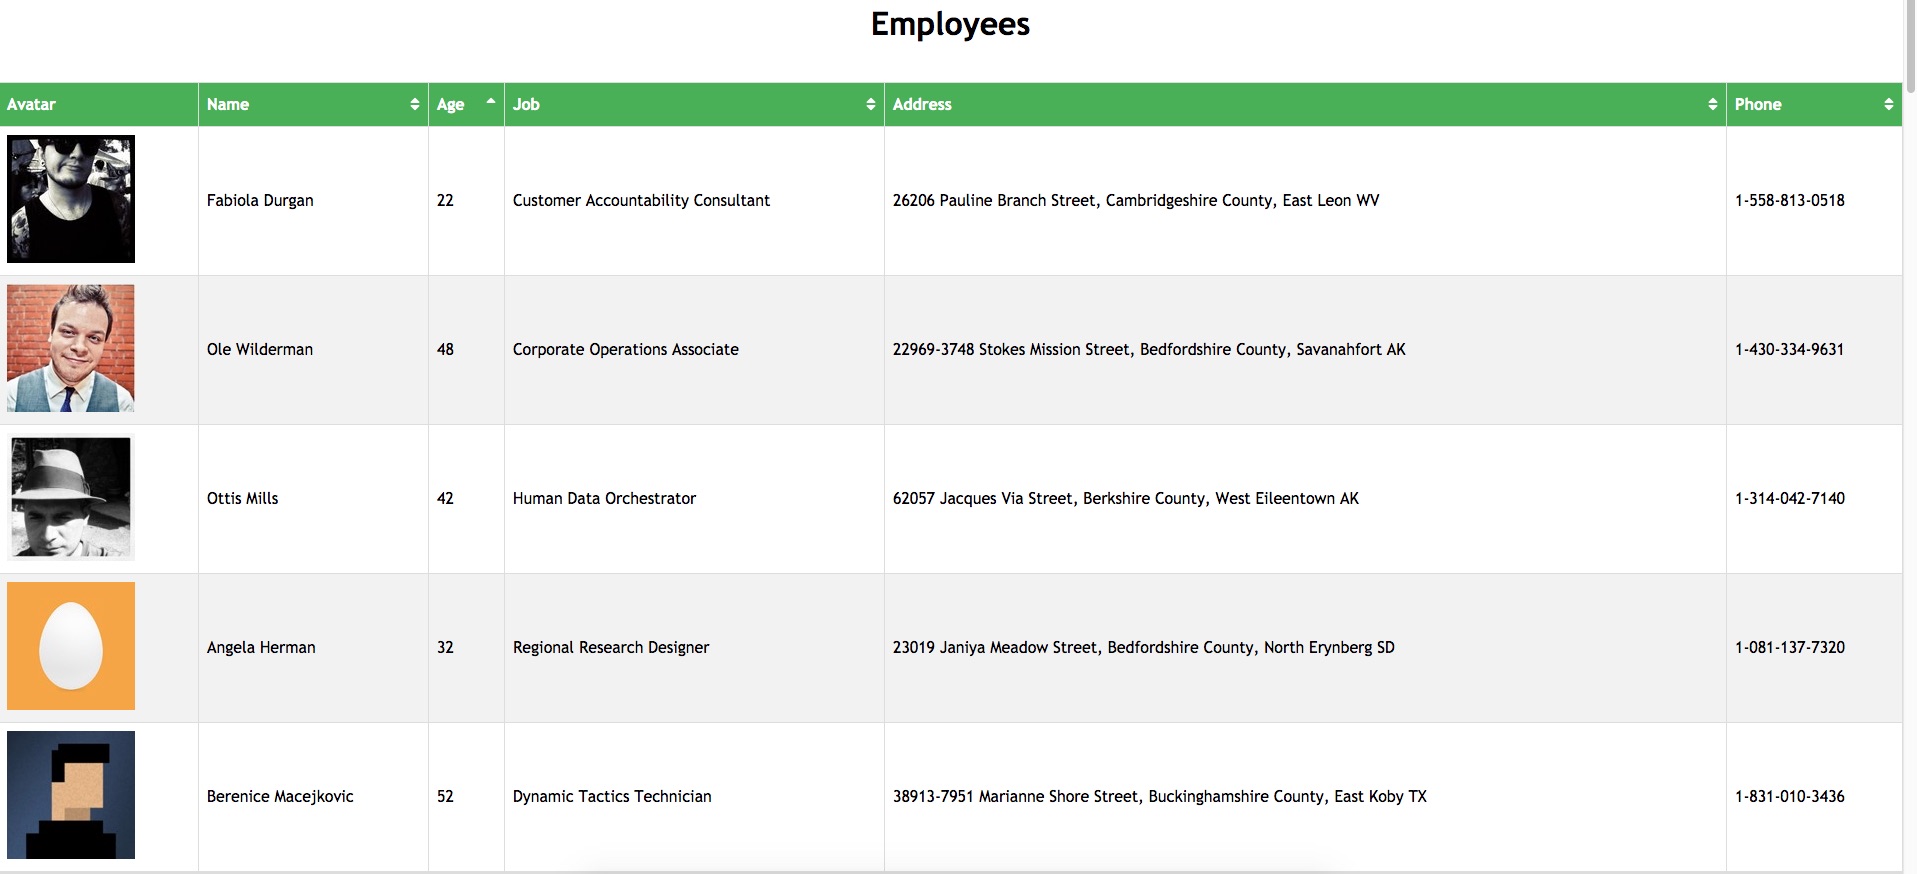 Employees
Avatar Name Age Job Address Phone
Fabiola Durgan 22 Customer Accountability Consultant 26206 Pauline Branch Street, Cambridgeshire County, East Leon WV 1-558-813-0518
Ole Wilderman 48 Corporate Operations Associate 22969-3748 Stokes Mission Street, Bedfordshire County, Savanahfort AK 1-430-334-9631
Ottis Mills 42 Human Data Orchestrator 62057 Jacques Via Street, Berkshire County, West Eileentown AK 1-314-042-7140
Angela Herman 32 Regional Research Designer 23019 Janiya Meadow Street, Bedfordshire County, North Erynberg SD 1-081-137-7320
Berenice Macejkovic 52 Dynamic Tactics Technician 38913-7951 Marianne Shore Street, Buckinghamshire County, East Koby TX 1-831-010-3436